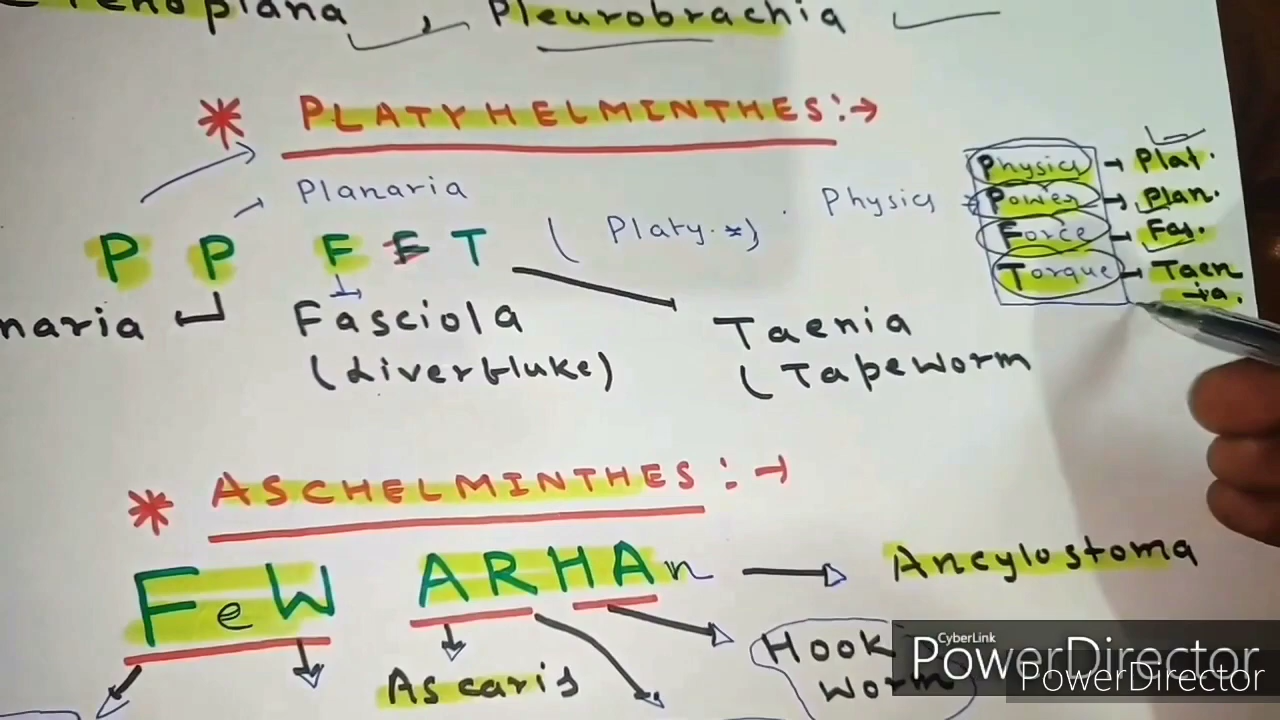 Ctenoplana , Pleurobrachia
* PLATYHELMINTHES:→
Planaria
P P F F T ( Platy. *)
Physics
Physics → Plat.
Power → Plan.
Force → Fas.
Torque → Taen
ia.
naria
Fasciola
(Liverfluke)
Taenia
(Tapeworm
* ASCHELMINTHES:→
FeW ARHAn → Ancylostoma
Ascaris
Hook
Worm
CyberLink
PowerDirector
PowerDirector